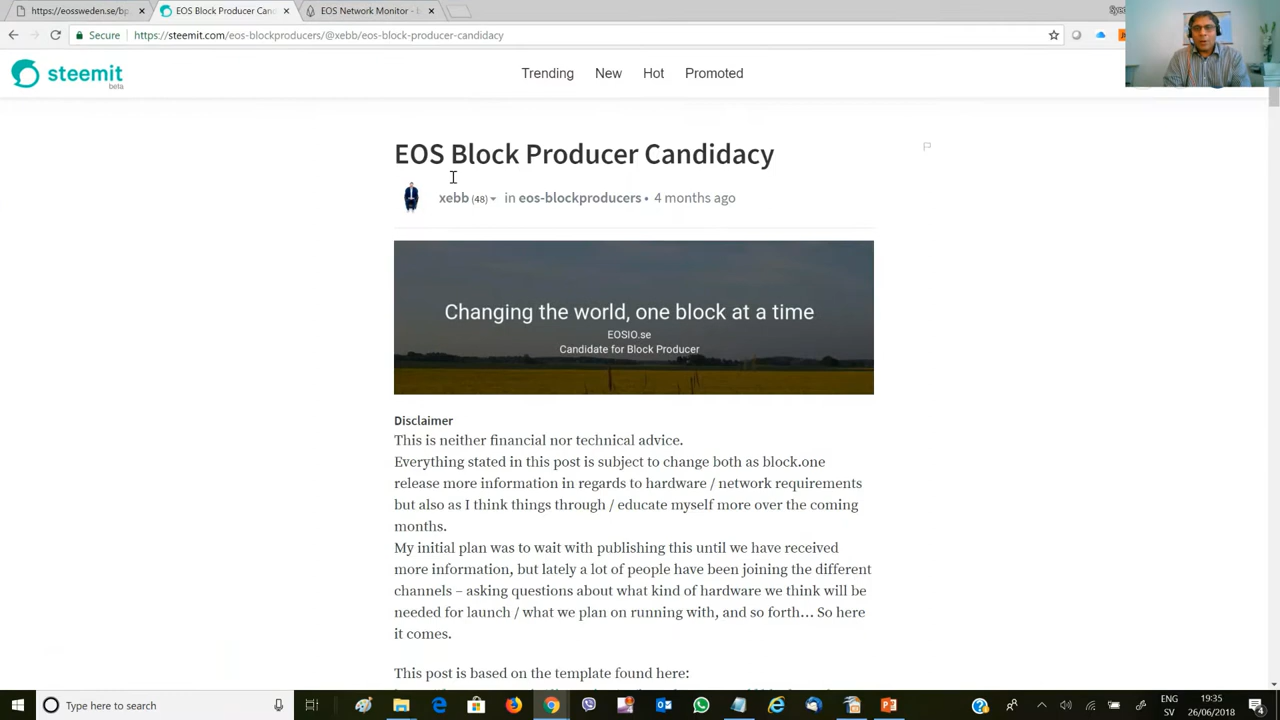 https://eossweden.se/bp
EOS Block Producer Can
EOS Network Monitor - b
Secure
https://steemit.com/eos-blockproducers/@xebb/eos-block-producer-candidacy
steemit
beta
Trending
New
Hot
Promoted
EOS Block Producer Candidacy
xebb (48)
in eos-blockproducers • 4 months ago
Changing the world, one block at a time
EOSIO.se
Candidate for Block Producer
Disclaimer
This is neither financial nor technical advice.
Everything stated in this post is subject to change both as block.one
release more information in regards to hardware / network requirements
but also as I think things through / educate myself more over the coming
months.
My initial plan was to wait with publishing this until we have received
more information, but lately a lot of people have been joining the different
channels – asking questions about what kind of hardware we think will be
needed for launch / what we plan on running with, and so forth… So here
it comes.
This post is based on the template found here:
Type here to search
ENG
SV
19:35
26/06/2018
4